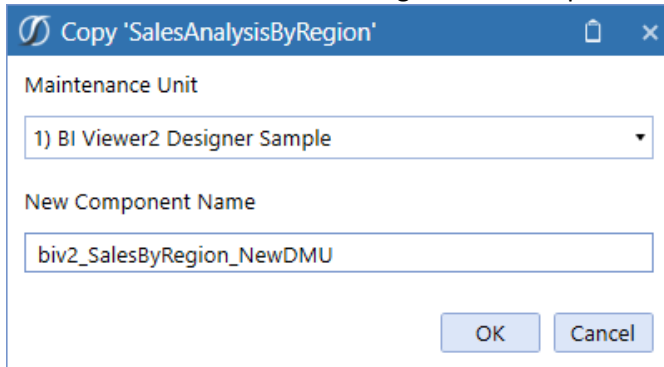 Copy 'SalesAnalysisByRegion'
Maintenance Unit
1) BI Viewer2 Designer Sample
New Component Name
biv2_SalesByRegion_NewDMU
OK Cancel